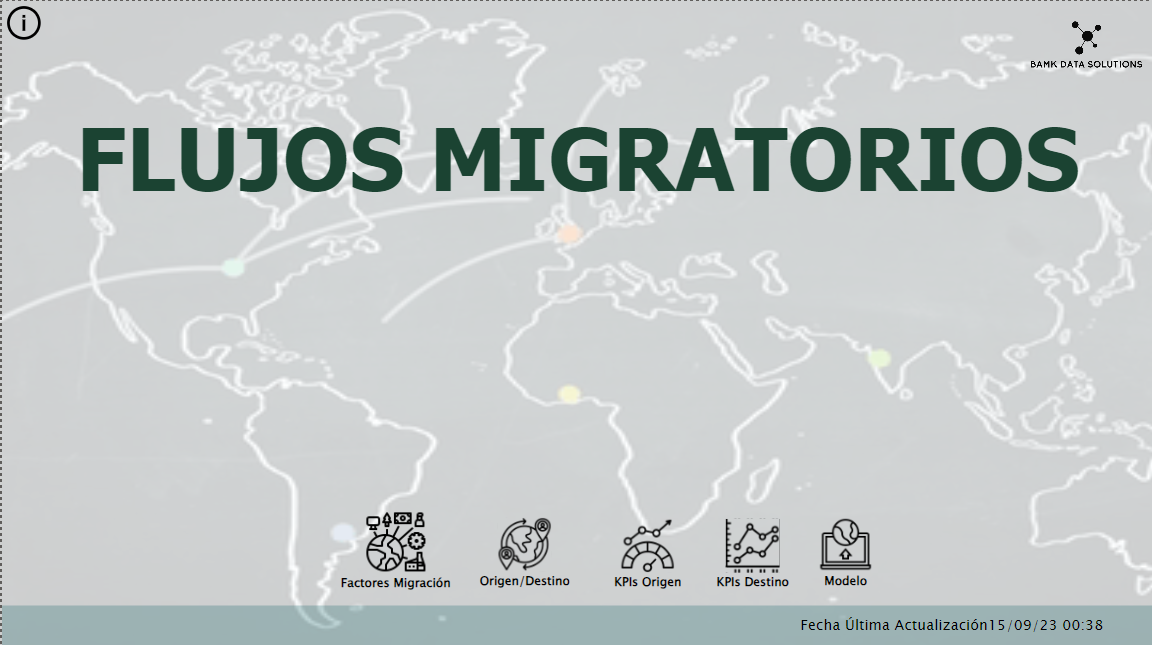 i
BAMK DATA SOLUTIONS
FLUJOS MIGRATORIOS
Factores Migración
Origen/Destino
KPIs Origen
KPIs Destino
Modelo
Fecha Última Actualización15/09/23 00:38